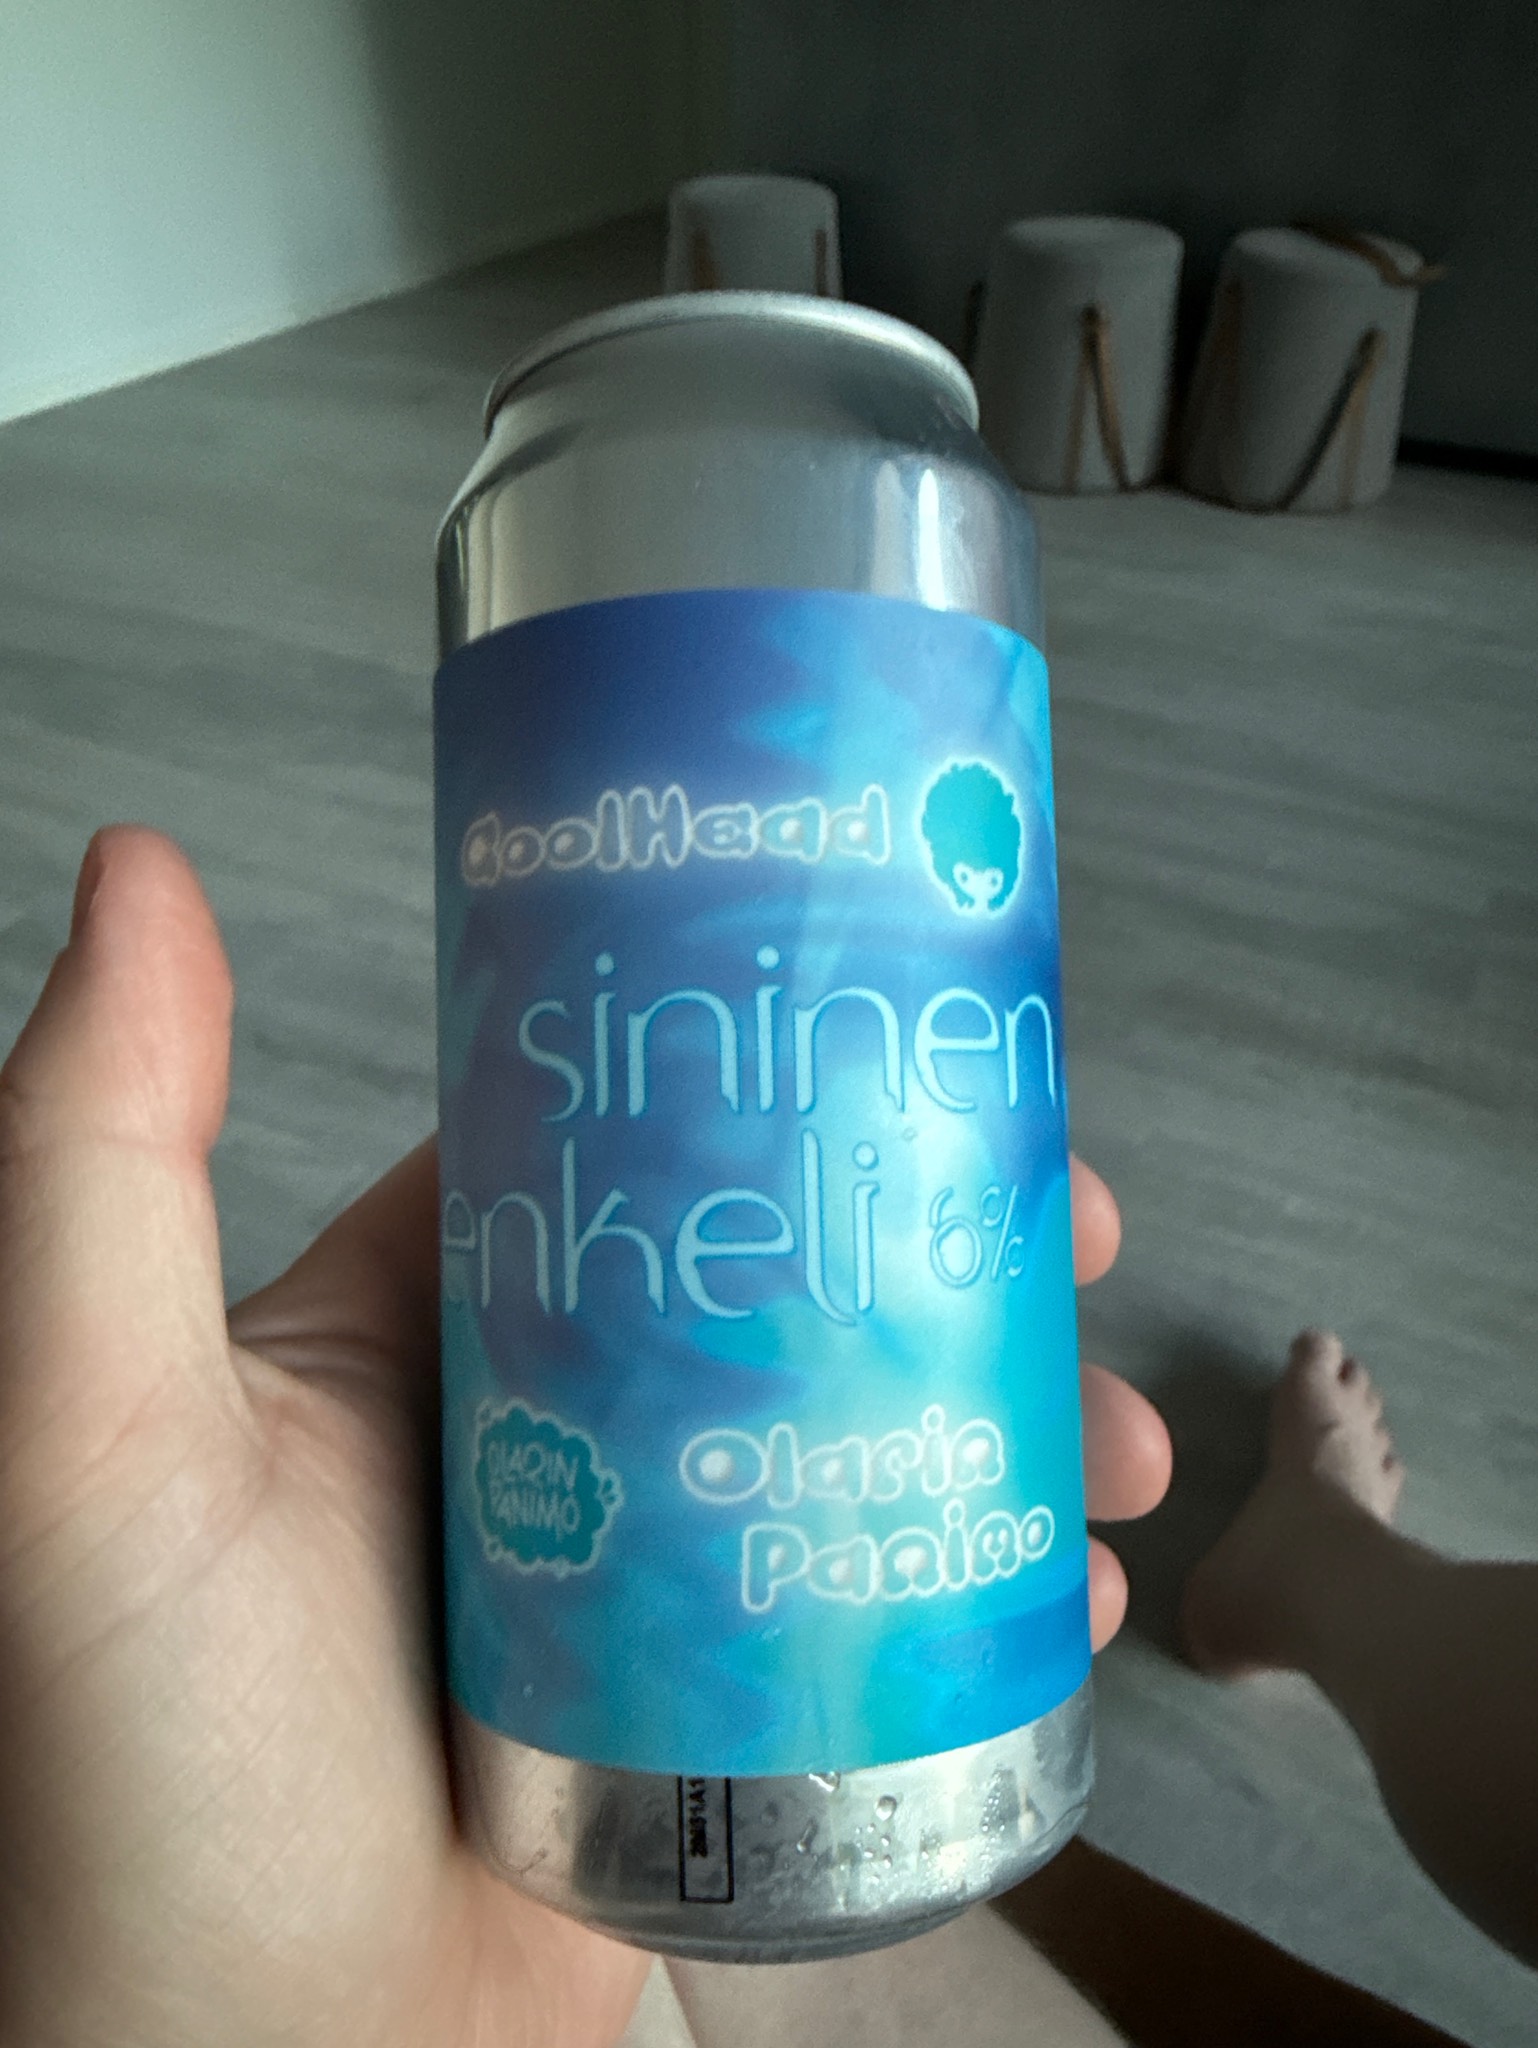 CoolHead
sininen
enkeli 6%
OLARIN
PANIMO
Olarin
Panimo